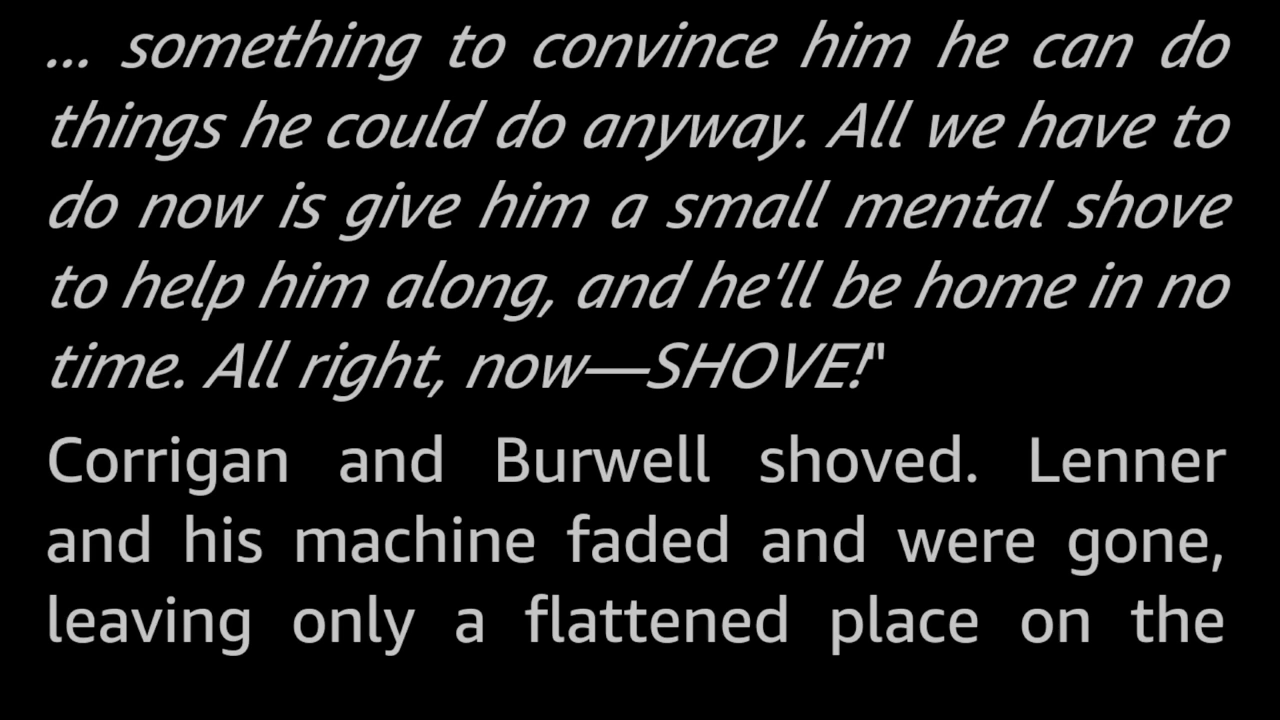 ... something to convince him he can do
things he could do anyway. All we have to
do now is give him a small mental shove
to help him along, and he'll be home in no
time. All right, now—SHOVE!"
Corrigan and Burwell shoved. Lenner
and his machine faded and were gone,
leaving only a flattened place on the